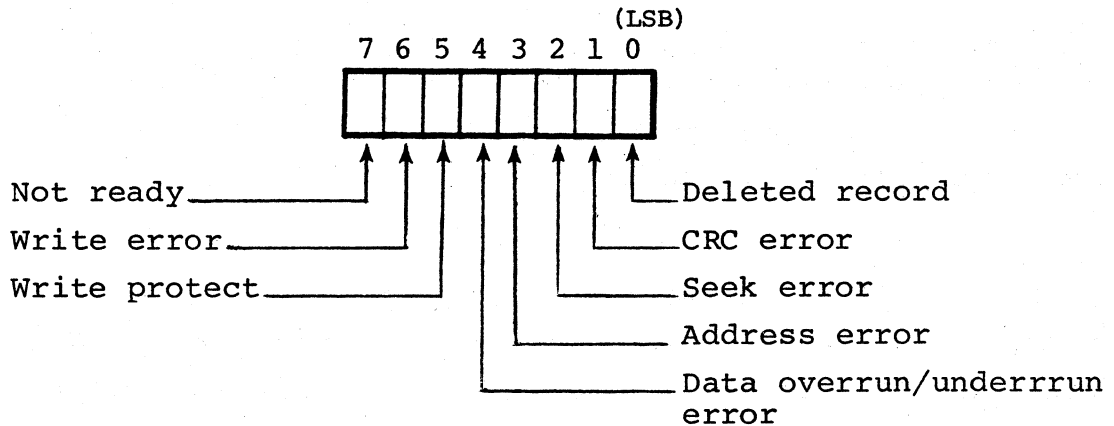 (LSB)
7 6 5 4 3 2 1 0
Not ready
Deleted record
Write error
CRC error
Write protect
Seek error
Address error
Data overrun/underrrun
error